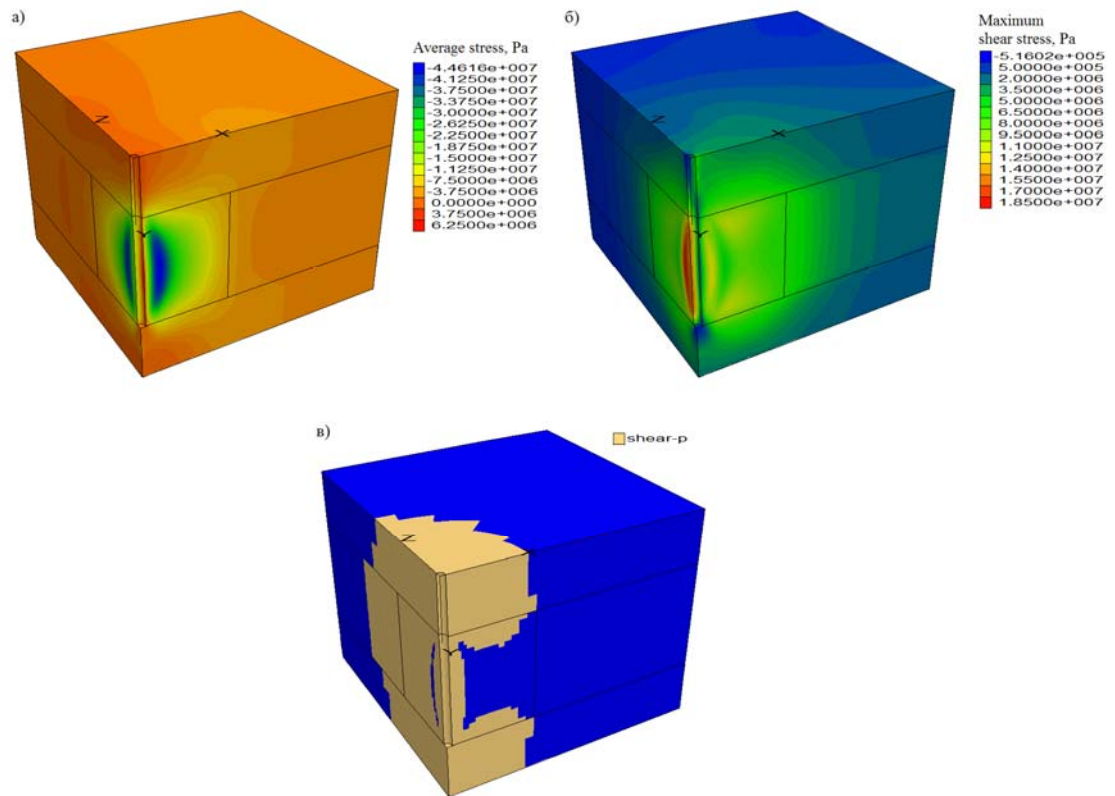 а)
Average stress, Pa
-4.4616e+007
-4.1250e+007
-3.7500e+007
-3.3750e+007
-3.0000e+007
-2.6250e+007
-2.2500e+007
-1.8750e+007
-1.5000e+007
-1.1250e+007
-7.5000e+006
-3.7500e+006
0.0000e+000
3.7500e+006
6.2500e+006
Z
X
Y
б)
Maximum
shear stress, Pa
-5.1602e+005
5.0000e+005
2.0000e+006
3.5000e+006
5.0000e+006
6.5000e+006
8.0000e+006
9.5000e+006
1.1000e+007
1.2500e+007
1.4000e+007
1.5500e+007
1.7000e+007
1.8500e+007
Z
X
Y
в)
shear-p
Z
Y